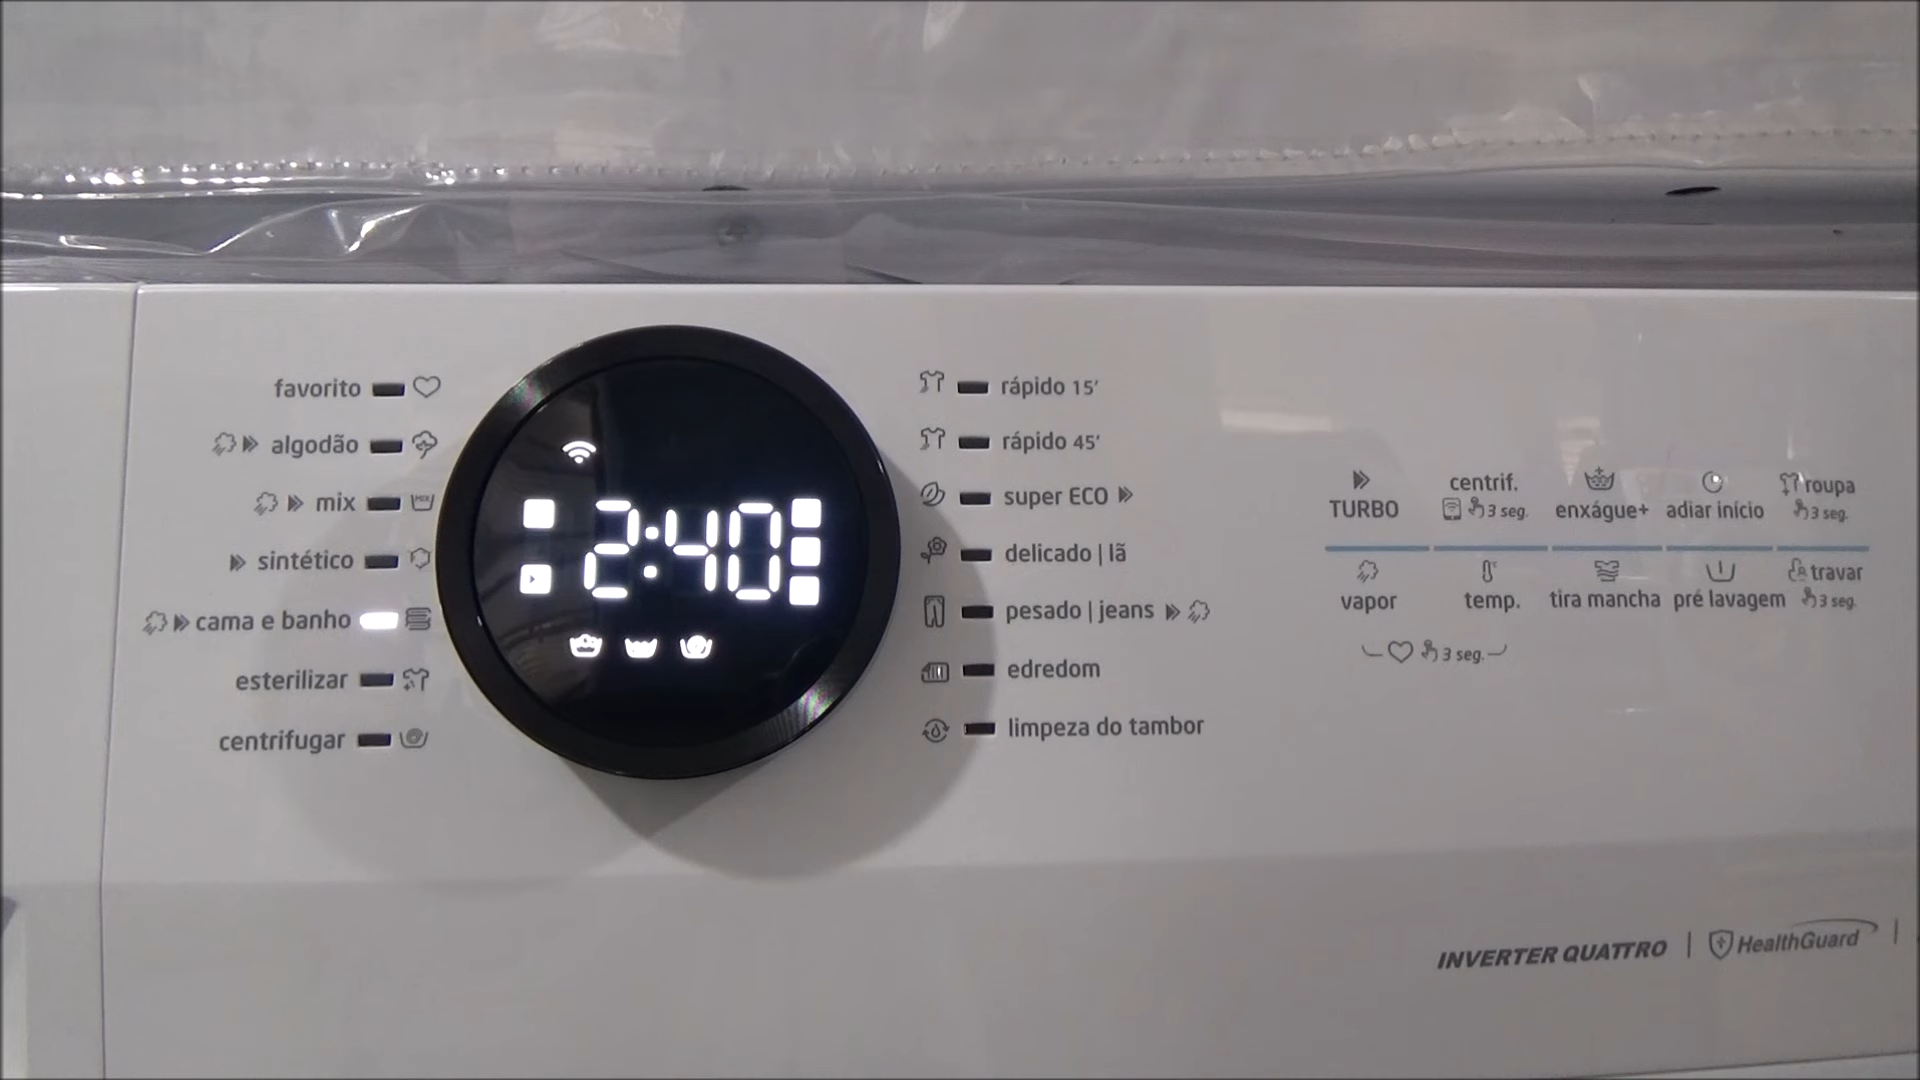 favorito
algodão
mix
sintético
cama e banho
esterilizar
centrifugar
2:40
rápido 15’
rápido 45’
super ECO
delicado | lã
pesado | jeans
edredom
limpeza do tambor
TURBO
centrif.
3 seg.
enxágue+
adiar início
+ roupa
3 seg.
vapor
temp.
tira mancha
pré lavagem
travar
3 seg.
3 seg.
INVERTER QUATTRO | HealthGuard |